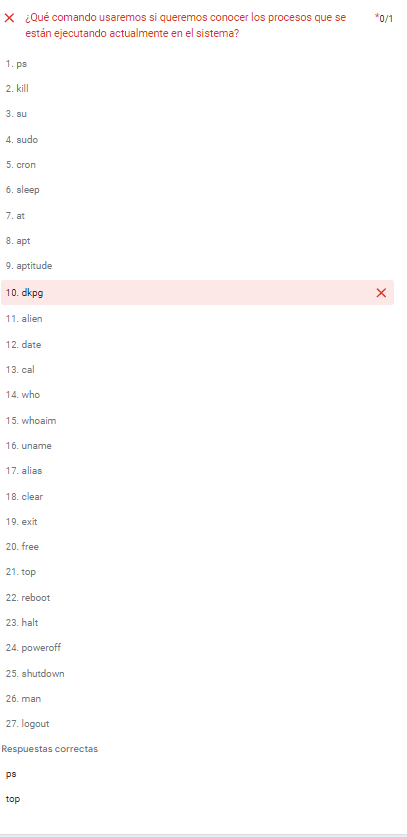 ¿Qué comando usaremos si queremos conocer los procesos que se *0/1
están ejecutando actualmente en el sistema?
1. ps
2. kill
3. su
4. sudo
5. cron
6. sleep
7. at
8. apt
9. aptitude
10. dkpg
11. alien
12. date
13. cal
14. who
15. whoaim
16. uname
17. alias
18. clear
19. exit
20. free
21. top
22. reboot
23. halt
24. poweroff
25. shutdown
26. man
27. logout
Respuestas correctas
ps
top